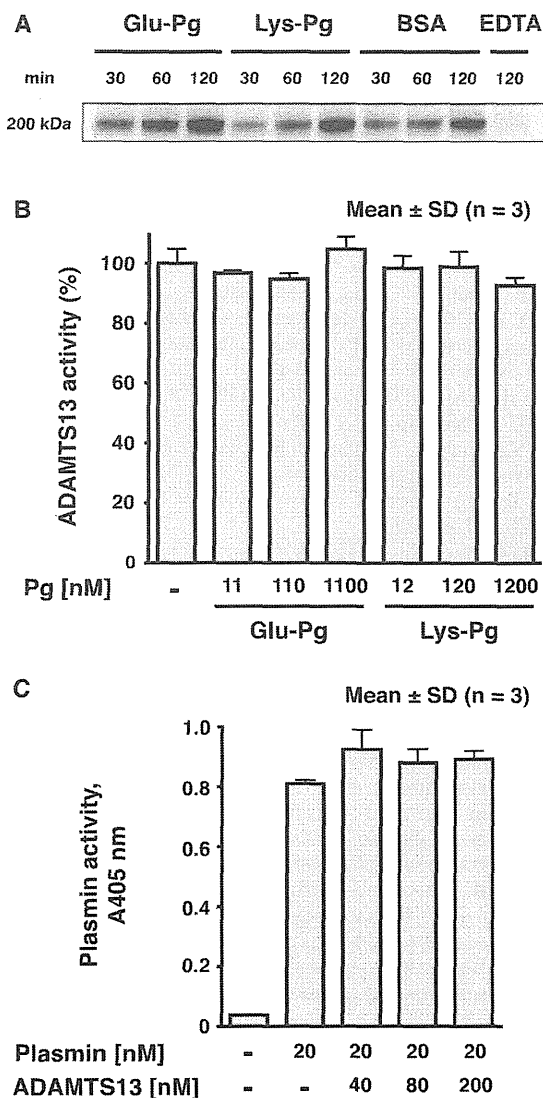 A
Glu-Pg Lys-Pg BSA EDTA
min 30 60 120 30 60 120 30 60 120 120
200 kDa
B
Mean ± SD (n = 3)
ADAMTS13 activity (%)
100
80
60
40
20
0
Pg [nM] - 11 110 1100 12 120 1200
Glu-Pg Lys-Pg
C
Mean ± SD (n = 3)
Plasmin activity,
A405 nm
1.0
0.8
0.6
0.4
0.2
0
Plasmin [nM] - 20 20 20 20
ADAMTS13 [nM] - - 40 80 200